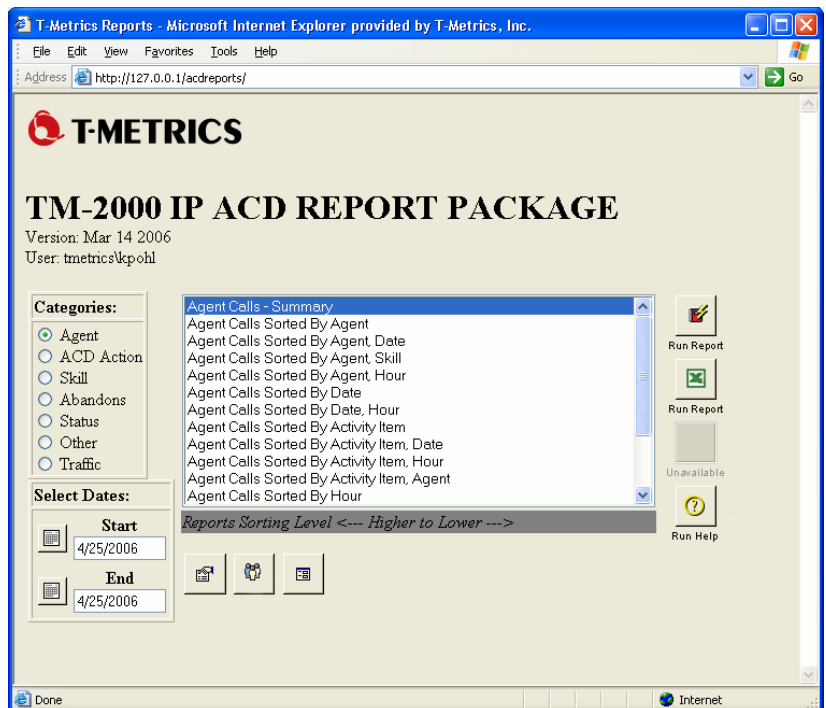 T-Metrics Reports - Microsoft Internet Explorer provided by T-Metrics, Inc.
File Edit View Favorites Tools Help
Address http://127.0.0.1/acdreports/ Go
T-METRICS
TM-2000 IP ACD REPORT PACKAGE
Version: Mar 14 2006
User: tmetrics\kpohl
Categories:
Agent
ACD Action
Skill
Abandons
Status
Other
Traffic
Select Dates:
Start
4/25/2006
End
4/25/2006
Agent Calls - Summary
Agent Calls Sorted By Agent
Agent Calls Sorted By Agent, Date
Agent Calls Sorted By Agent, Skill
Agent Calls Sorted By Agent, Hour
Agent Calls Sorted By Date
Agent Calls Sorted By Date, Hour
Agent Calls Sorted By Activity Item
Agent Calls Sorted By Activity Item, Date
Agent Calls Sorted By Activity Item, Hour
Agent Calls Sorted By Activity Item, Agent
Agent Calls Sorted By Hour
Reports Sorting Level <--- Higher to Lower --->
Run Report
Run Report
Unavailable
Run Help
Done
Internet